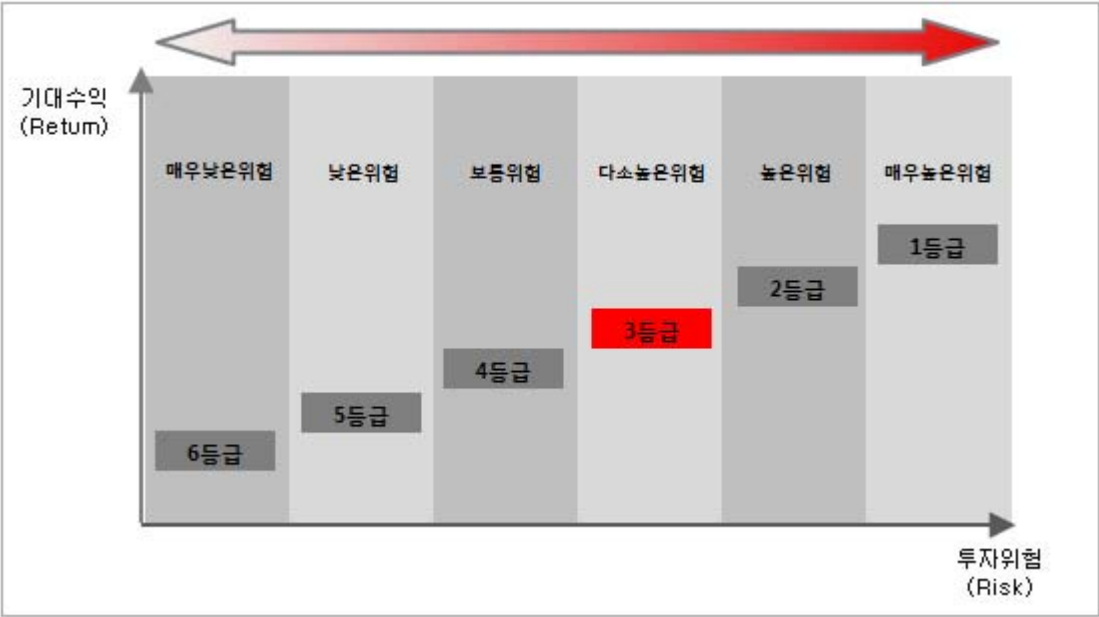 기대수익
(Return)
매우낮은위험
낮은위험
보통위험
다소높은위험
높은위험
매우높은위험
1등급
2등급
3등급
4등급
5등급
6등급
투자위험
(Risk)